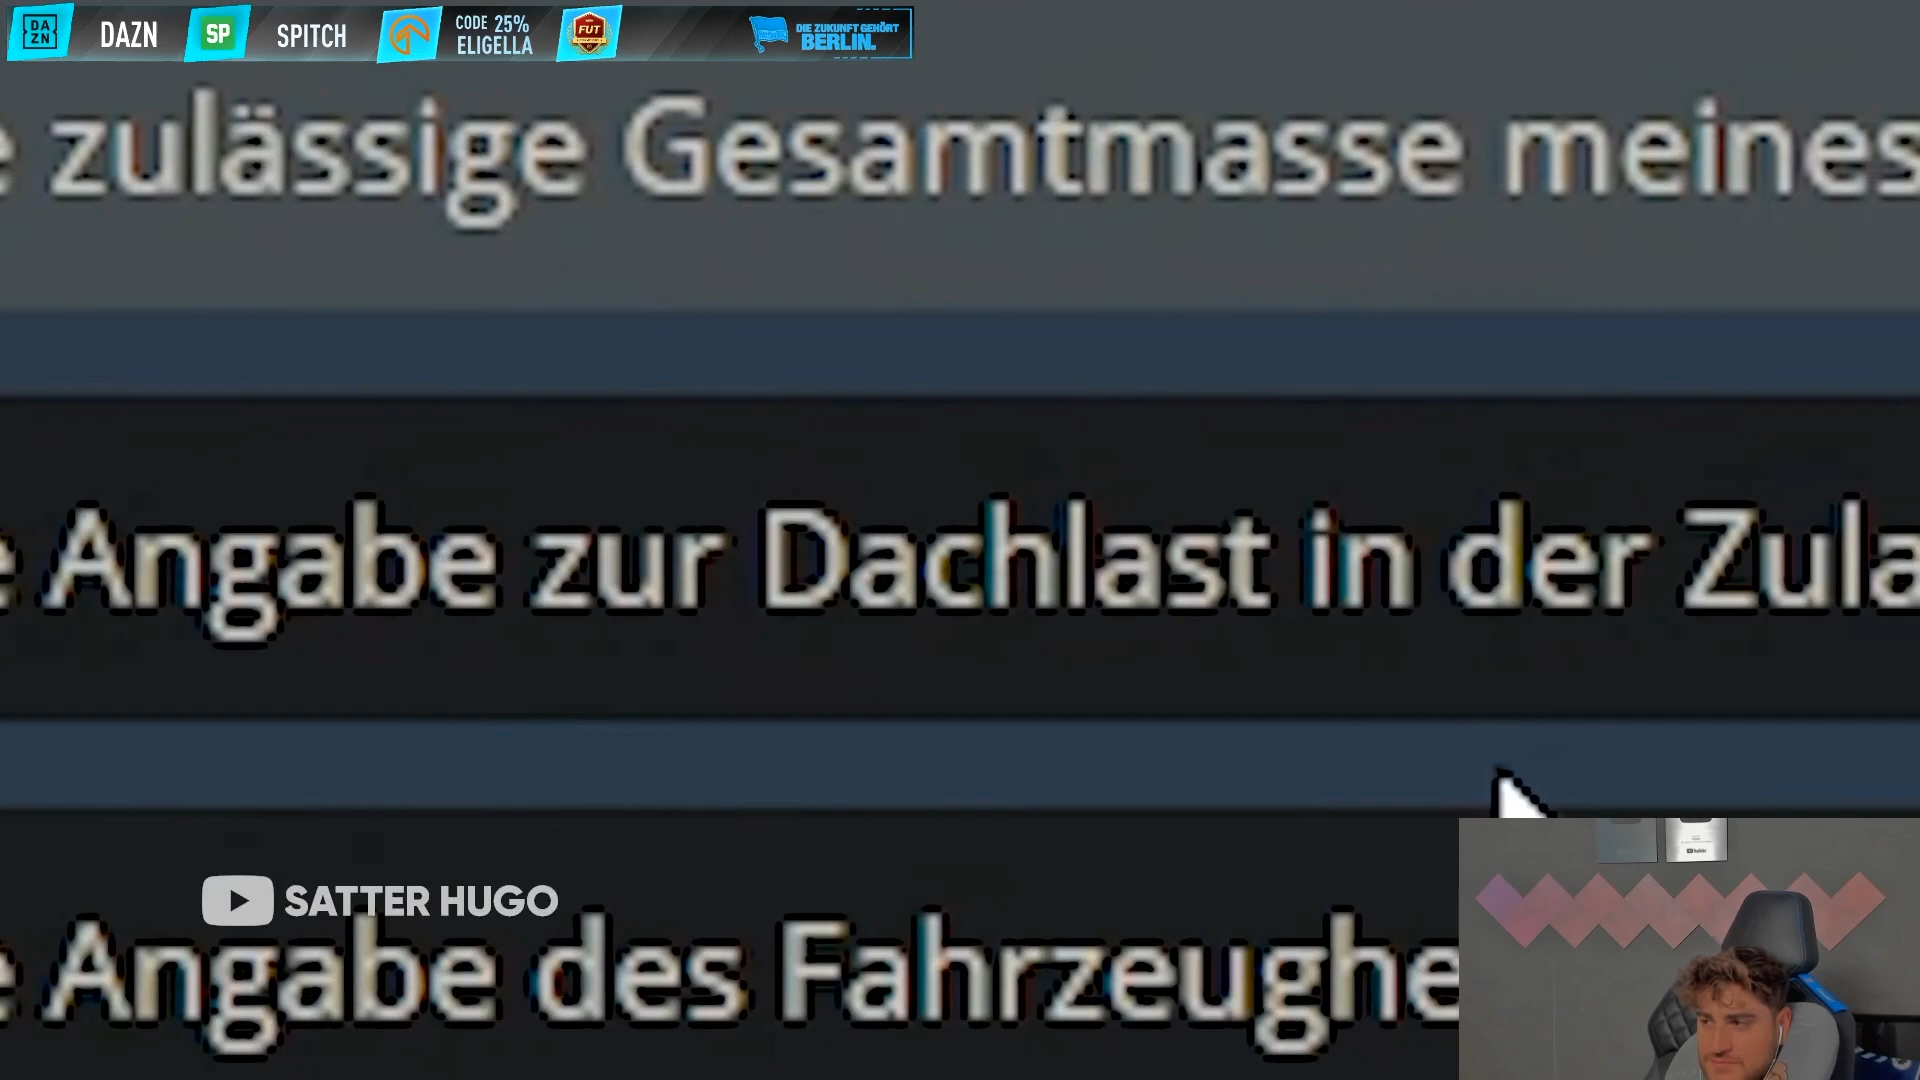 DAZN
DAZN
SP
SPITCH
CODE 25%
ELIGELLA
FUT
DIE ZUKUNFT GEHÖRT
BERLIN.
zulässige Gesamtmasse meines
e Angabe zur Dachlast in der Zula
SATTER HUGO
e Angabe des Fahrzeughe